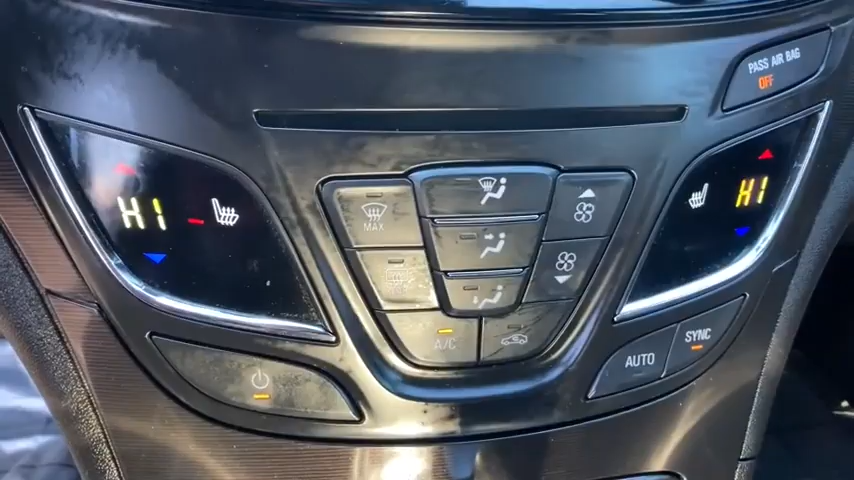 PASS AIR BAG
OFF
HI
HI
MAX
A/C
AUTO
SYNC